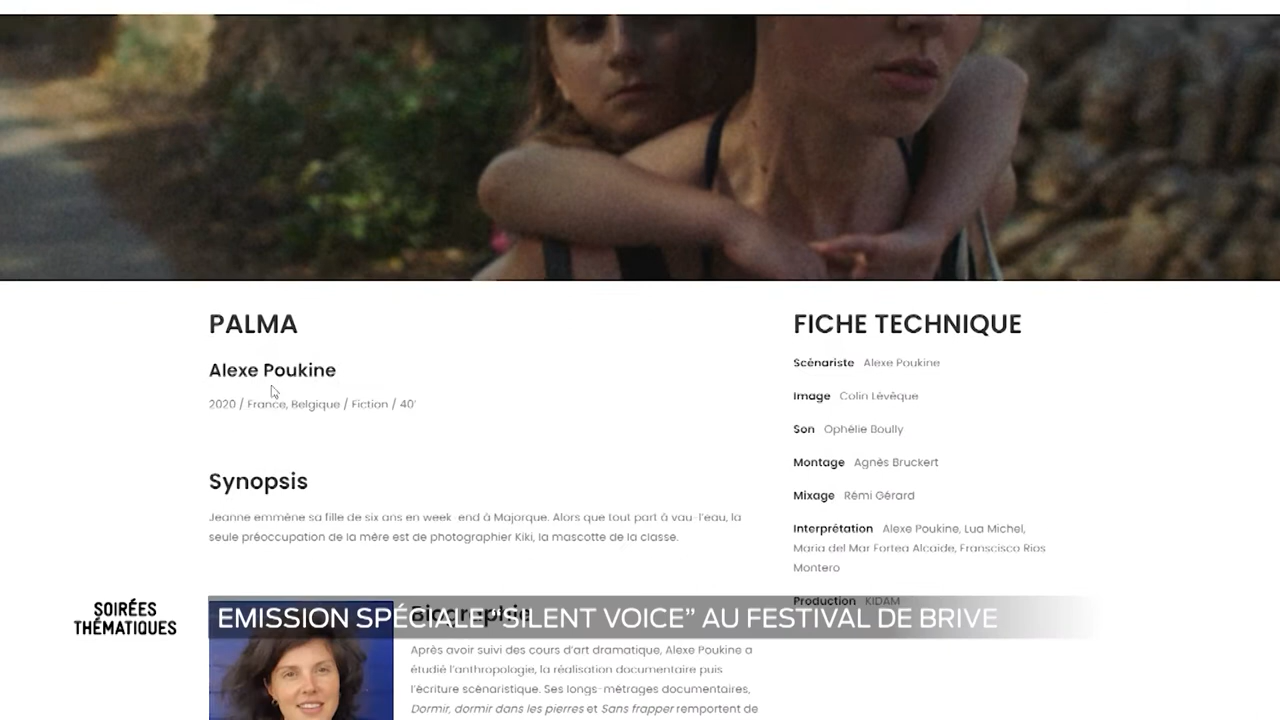 PALMA
Alexe Poukine
2020 / France, Belgique / Fiction / 40'
Synopsis
Jeanne emmène sa fille de six ans en week end à Majorque. Alors que tout part à vau-l'eau, la
seule préoccupation de la mère est de photographier Kiki, la mascotte de la classe.
FICHE TECHNIQUE
Scénariste Alexe Poukine
Image Colin Lévêque
Son Ophélie Boully
Montage Agnès Bruckert
Mixage Rémi Gérard
Interprétation Alexe Poukine, Lua Michel,
Maria del Mar Fortea Alcaide, Franscisco Rios
Montero
Production KIDAM
SOIRÉES
THÉMATIQUES
EMISSION SPÉCIALE "SILENT VOICE" AU FESTIVAL DE BRIVE
Biographie
Après avoir suivi des cours d'art dramatique, Alexe Poukine a
étudié l'anthropologie, la réalisation documentaire puis
l'écriture scénaristique. Ses longs-métrages documentaires,
Dormir, dormir dans les pierres et Sans frapper remportent de